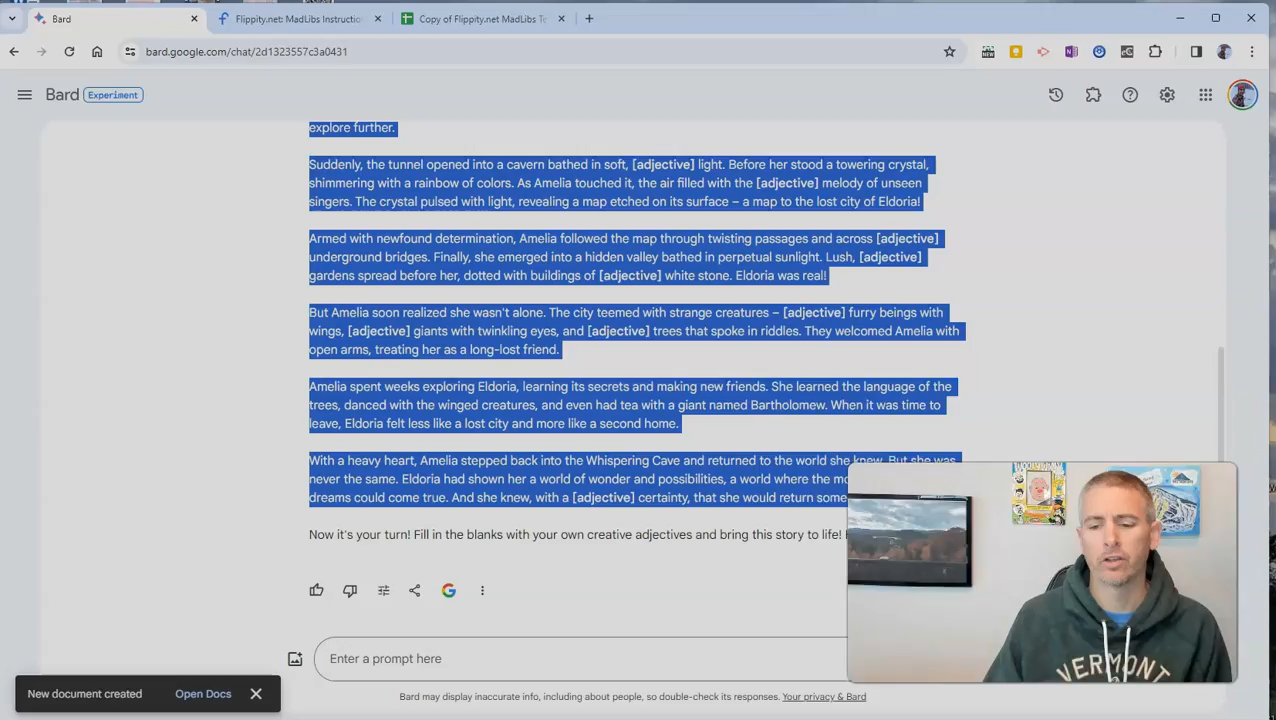 Bard
Flippity.net: MadLibs Instruction
Copy of Flippity.net MadLibs Te
bard.google.com/chat/2d1323557c3a0431
Bard
Experiment
explore further.
Suddenly, the tunnel opened into a cavern bathed in soft, [adjective] light. Before her stood a towering crystal,
shimmering with a rainbow of colors. As Amelia touched it, the air filled with the [adjective] melody of unseen
singers. The crystal pulsed with light, revealing a map etched on its surface – a map to the lost city of Eldoria!
Armed with newfound determination, Amelia followed the map through twisting passages and across [adjective]
underground bridges. Finally, she emerged into a hidden valley bathed in perpetual sunlight. Lush, [adjective]
gardens spread before her, dotted with buildings of [adjective] white stone. Eldoria was real!
But Amelia soon realized she wasn't alone. The city teemed with strange creatures – [adjective] furry beings with
wings, [adjective] giants with twinkling eyes, and [adjective] trees that spoke in riddles. They welcomed Amelia with
open arms, treating her as a long-lost friend.
Amelia spent weeks exploring Eldoria, learning its secrets and making new friends. She learned the language of the
trees, danced with the winged creatures, and even had tea with a giant named Bartholomew. When it was time to
leave, Eldoria felt less like a lost city and more like a second home.
With a heavy heart, Amelia stepped back into the Whispering Cave and returned to the world she knew. But she was
never the same. Eldoria had shown her a world of wonder and possibilities, a world where the mo
dreams could come true. And she knew, with a [adjective] certainty, that she would return some
Now it's your turn! Fill in the blanks with your own creative adjectives and bring this story to life!
Enter a prompt here
New document created
Open Docs
Bard may display inaccurate info, including about people, so double-check its responses. Your privacy & Bard
VERMONT